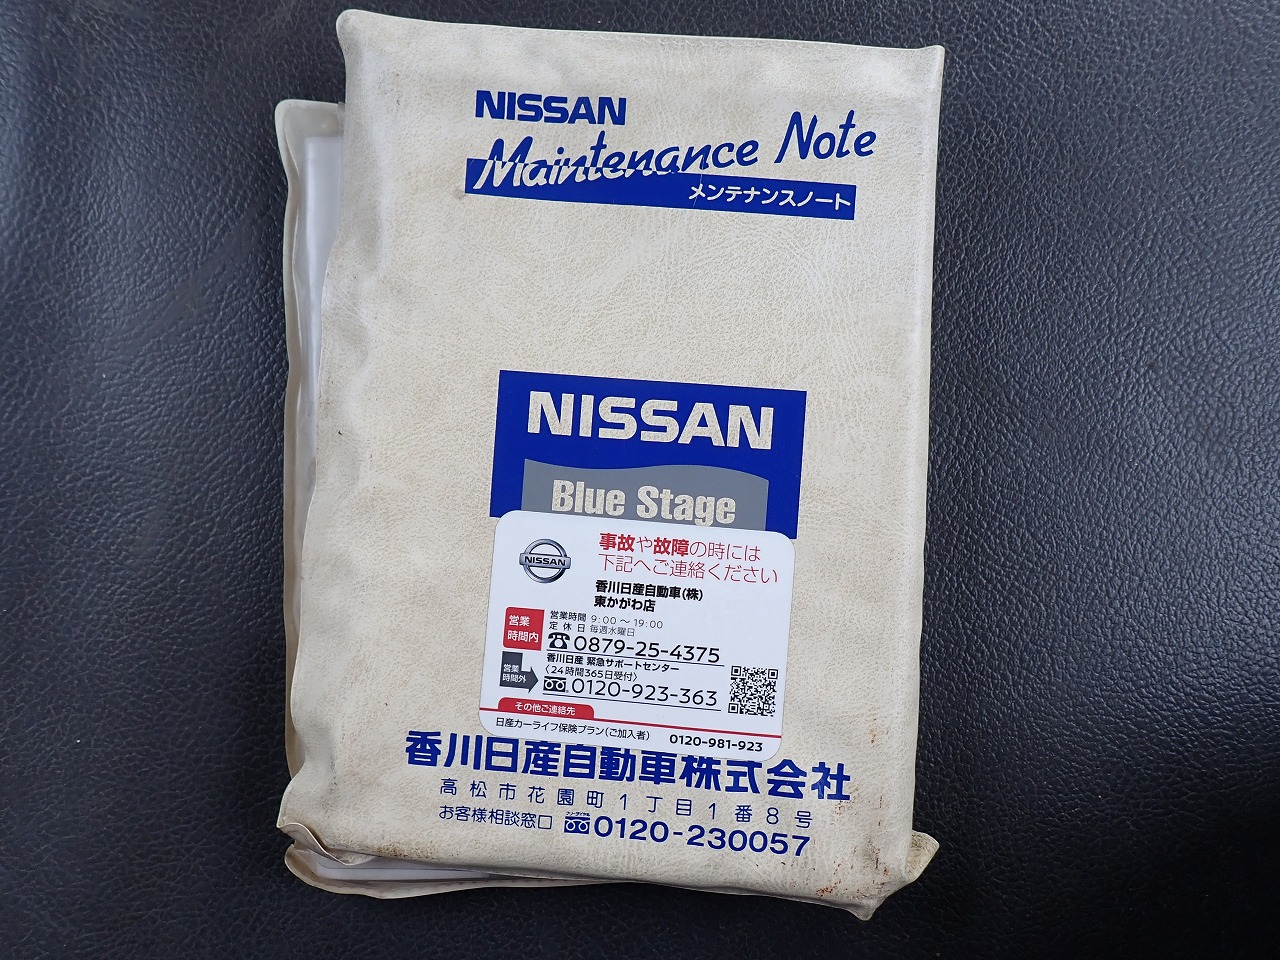 NISSAN
Maintenance Note
メンテナンスノート
NISSAN
Blue Stage
NISSAN
事故や故障の時には
下記へご連絡ください
香川日産自動車(株)
東かがわ店
営業
時間内
営業時間 9:00～19:00
定休日 毎週水曜日
☎0879-25-4375
営業
時間外
香川日産 緊急サポートセンター
〈24時間365日受付〉
0120-923-363
その他ご連絡先
日産カーライフ保険プラン(ご加入者) 0120-981-923
香川日産自動車株式会社
高松市花園町1丁目1番8号
お客様相談窓口 フリーダイヤル 0120-230057